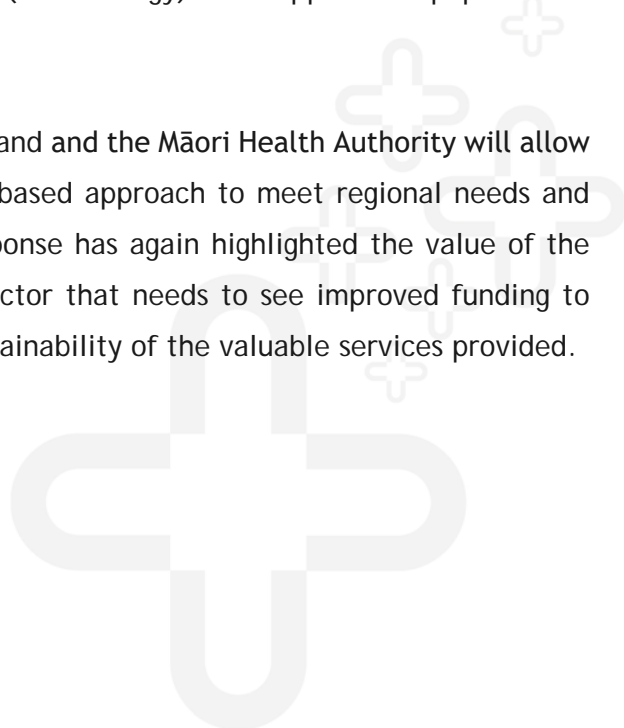 and and the Māori Health Authority will allow
based approach to meet regional needs and
onse has again highlighted the value of the
ctor that needs to see improved funding to
ainability of the valuable services provided.